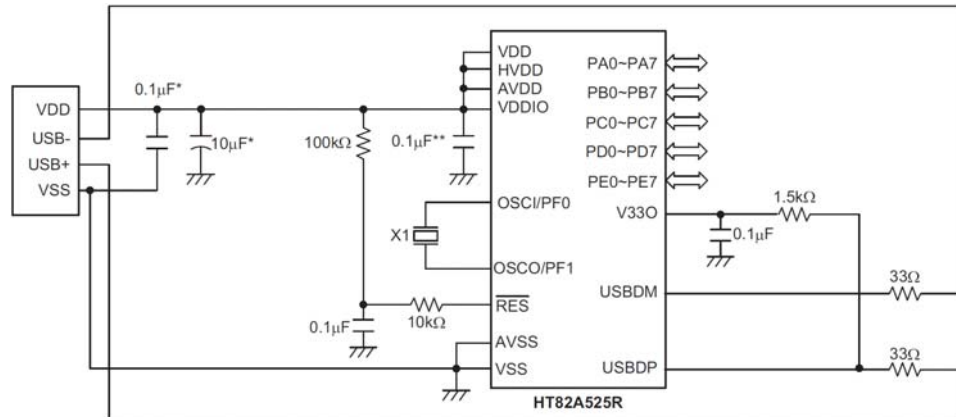 VDD
USB-
USB+
VSS
0.1µF*
10µF*
100kΩ
0.1µF**
X1
0.1µF
10kΩ
VDD
HVDD
AVDD
VDDIO
OSCI/PF0
OSCO/PF1
RES
AVSS
VSS
PA0~PA7
PB0~PB7
PC0~PC7
PD0~PD7
PE0~PE7
V33O
USBDM
USBDP
HT82A525R
0.1µF
1.5kΩ
33Ω
33Ω